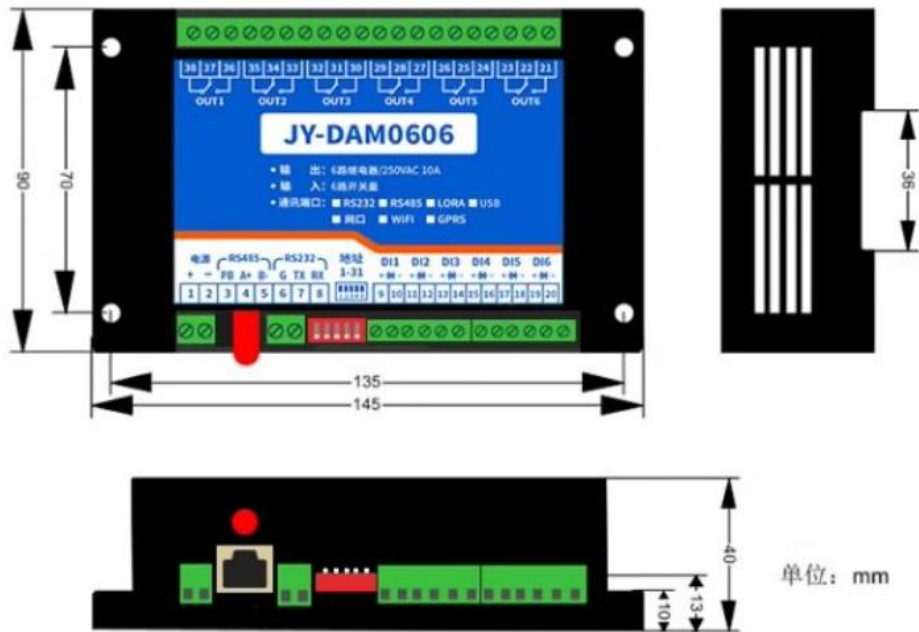 38 37 36 35 34 33 32 31 30 29 28 27 26 25 24 23 22 21
OUT1 OUT2 OUT3 OUT4 OUT5 OUT6
JY-DAM0606
• 输 出：6路继电器/250VAC 10A
• 输 入：6路开关量
• 通讯端口：■ RS232 ■ RS485 ■ LORA ■ USB
■ 网口 ■ WiFi ■ GPRS
电源 RS485 RS232 地址 DI1 DI2 DI3 DI4 DI5 DI6
+ − PB A+ B- G TX RX 1-31
1 2 3 4 5 6 7 8 9 10 11 12 13 14 15 16 17 18 19 20
90
70
36
135
145
40
13
10
单位：mm